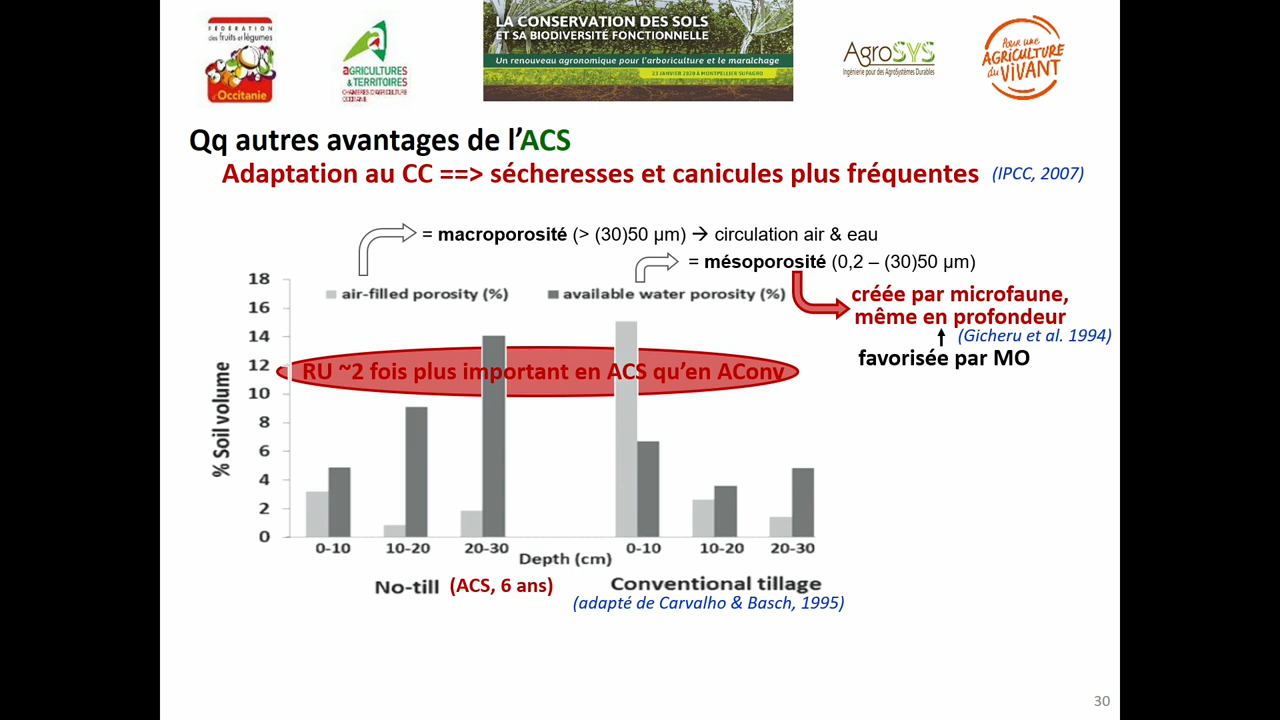 FÉDÉRATION
des fruits et légumes
d'Occitanie
AGRICULTURES
& TERRITOIRES
CHAMBRES D'AGRICULTURE
OCCITANIE
LA CONSERVATION DES SOLS
ET SA BIODIVERSITÉ FONCTIONNELLE
Un renouveau agronomique pour l'arboriculture et le maraîchage
23 JANVIER 2020 À MONTPELLIER SUPAGRO
AgroSYS
Ingénierie pour des AgroSystèmes Durables
Pour une
AGRICULTURE
du VIVANT
Qq autres avantages de l'ACS
Adaptation au CC ==> sécheresses et canicules plus fréquentes (IPCC, 2007)
= macroporosité (> (30)50 µm) → circulation air & eau
= mésoporosité (0,2 – (30)50 µm)
créée par microfaune,
même en profondeur
(Gicheru et al. 1994)
favorisée par MO
air-filled porosity (%)
available water porosity (%)
RU ~2 fois plus important en ACS qu'en AConv
% Soil volume
18
16
14
12
10
8
6
4
2
0
0-10 10-20 20-30 0-10 10-20 20-30
Depth (cm)
No-till (ACS, 6 ans) Conventional tillage
(adapté de Carvalho & Basch, 1995)
30